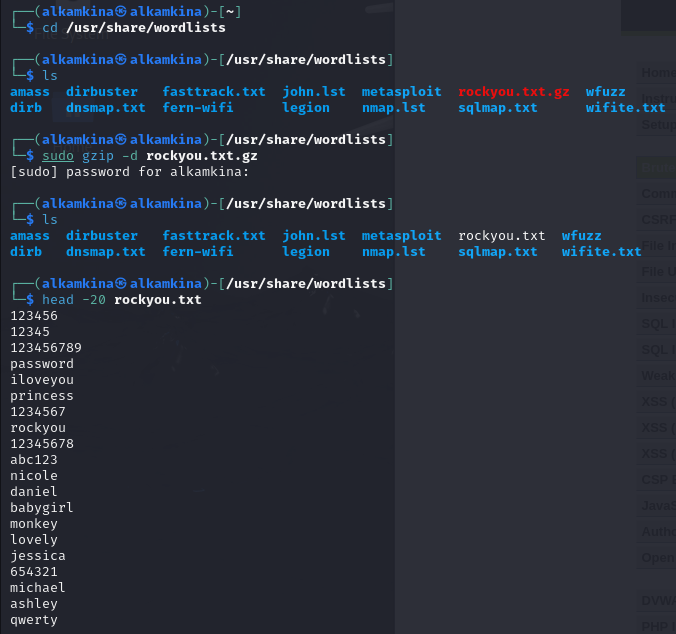 ┌──(alkamkina㉿alkamkina)-[~]
└─$ cd /usr/share/wordlists
┌──(alkamkina㉿alkamkina)-[/usr/share/wordlists]
└─$ ls
amass dirbuster fasttrack.txt john.lst metasploit rockyou.txt.gz wfuzz
dirb dnsmap.txt fern-wifi legion nmap.lst sqlmap.txt wifite.txt
┌──(alkamkina㉿alkamkina)-[/usr/share/wordlists]
└─$ sudo gzip -d rockyou.txt.gz
[sudo] password for alkamkina:
┌──(alkamkina㉿alkamkina)-[/usr/share/wordlists]
└─$ ls
amass dirbuster fasttrack.txt john.lst metasploit rockyou.txt wfuzz
dirb dnsmap.txt fern-wifi legion nmap.lst sqlmap.txt wifite.txt
┌──(alkamkina㉿alkamkina)-[/usr/share/wordlists]
└─$ head -20 rockyou.txt
123456
12345
123456789
password
iloveyou
princess
1234567
rockyou
12345678
abc123
nicole
daniel
babygirl
monkey
lovely
jessica
654321
michael
ashley
qwerty
Home
Setup
CSRF
File
File
SQL
SQL
Weak
XSS (
XSS (
XSS (
CSP
Open
DVWA
PHP